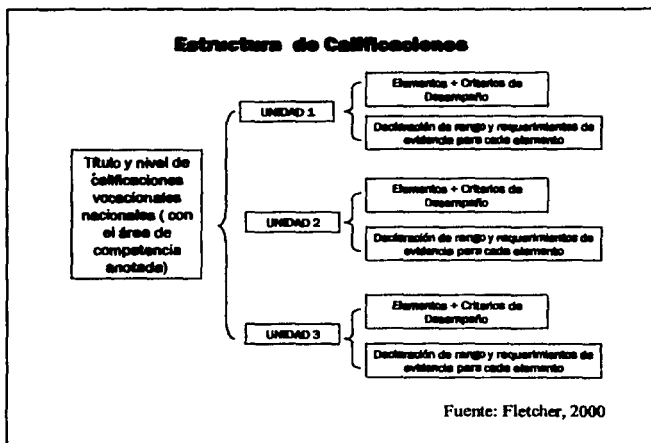 Estructura de Calificaciones
Título y nivel de
calificaciones
vocacionales
nacionales ( con
el área de
competencia
anotada)
UNIDAD 1
Elementos + Criterios de
Desempeño
Declaración de rango y requerimientos de
evidencia para cada elemento
UNIDAD 2
Elementos + Criterios de
Desempeño
Declaración de rango y requerimientos de
evidencia para cada elemento
UNIDAD 3
Elementos + Criterios de
Desempeño
Declaración de rango y requerimientos de
evidencia para cada elemento
Fuente: Fletcher, 2000